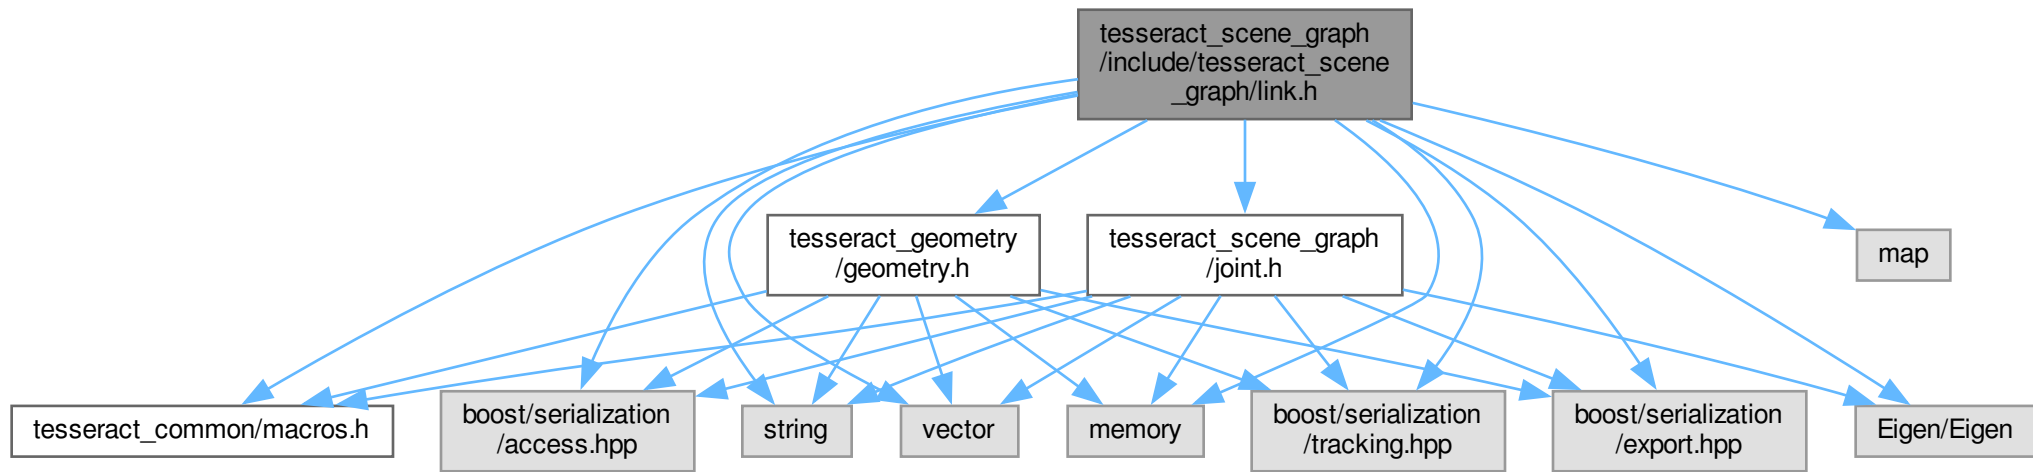 tesseract_scene_graph
/include/tesseract_scene
_graph/link.h
tesseract_geometry
/geometry.h
tesseract_scene_graph
/joint.h
map
tesseract_common/macros.h
boost/serialization
/access.hpp
string
vector
memory
boost/serialization
/tracking.hpp
boost/serialization
/export.hpp
Eigen/Eigen